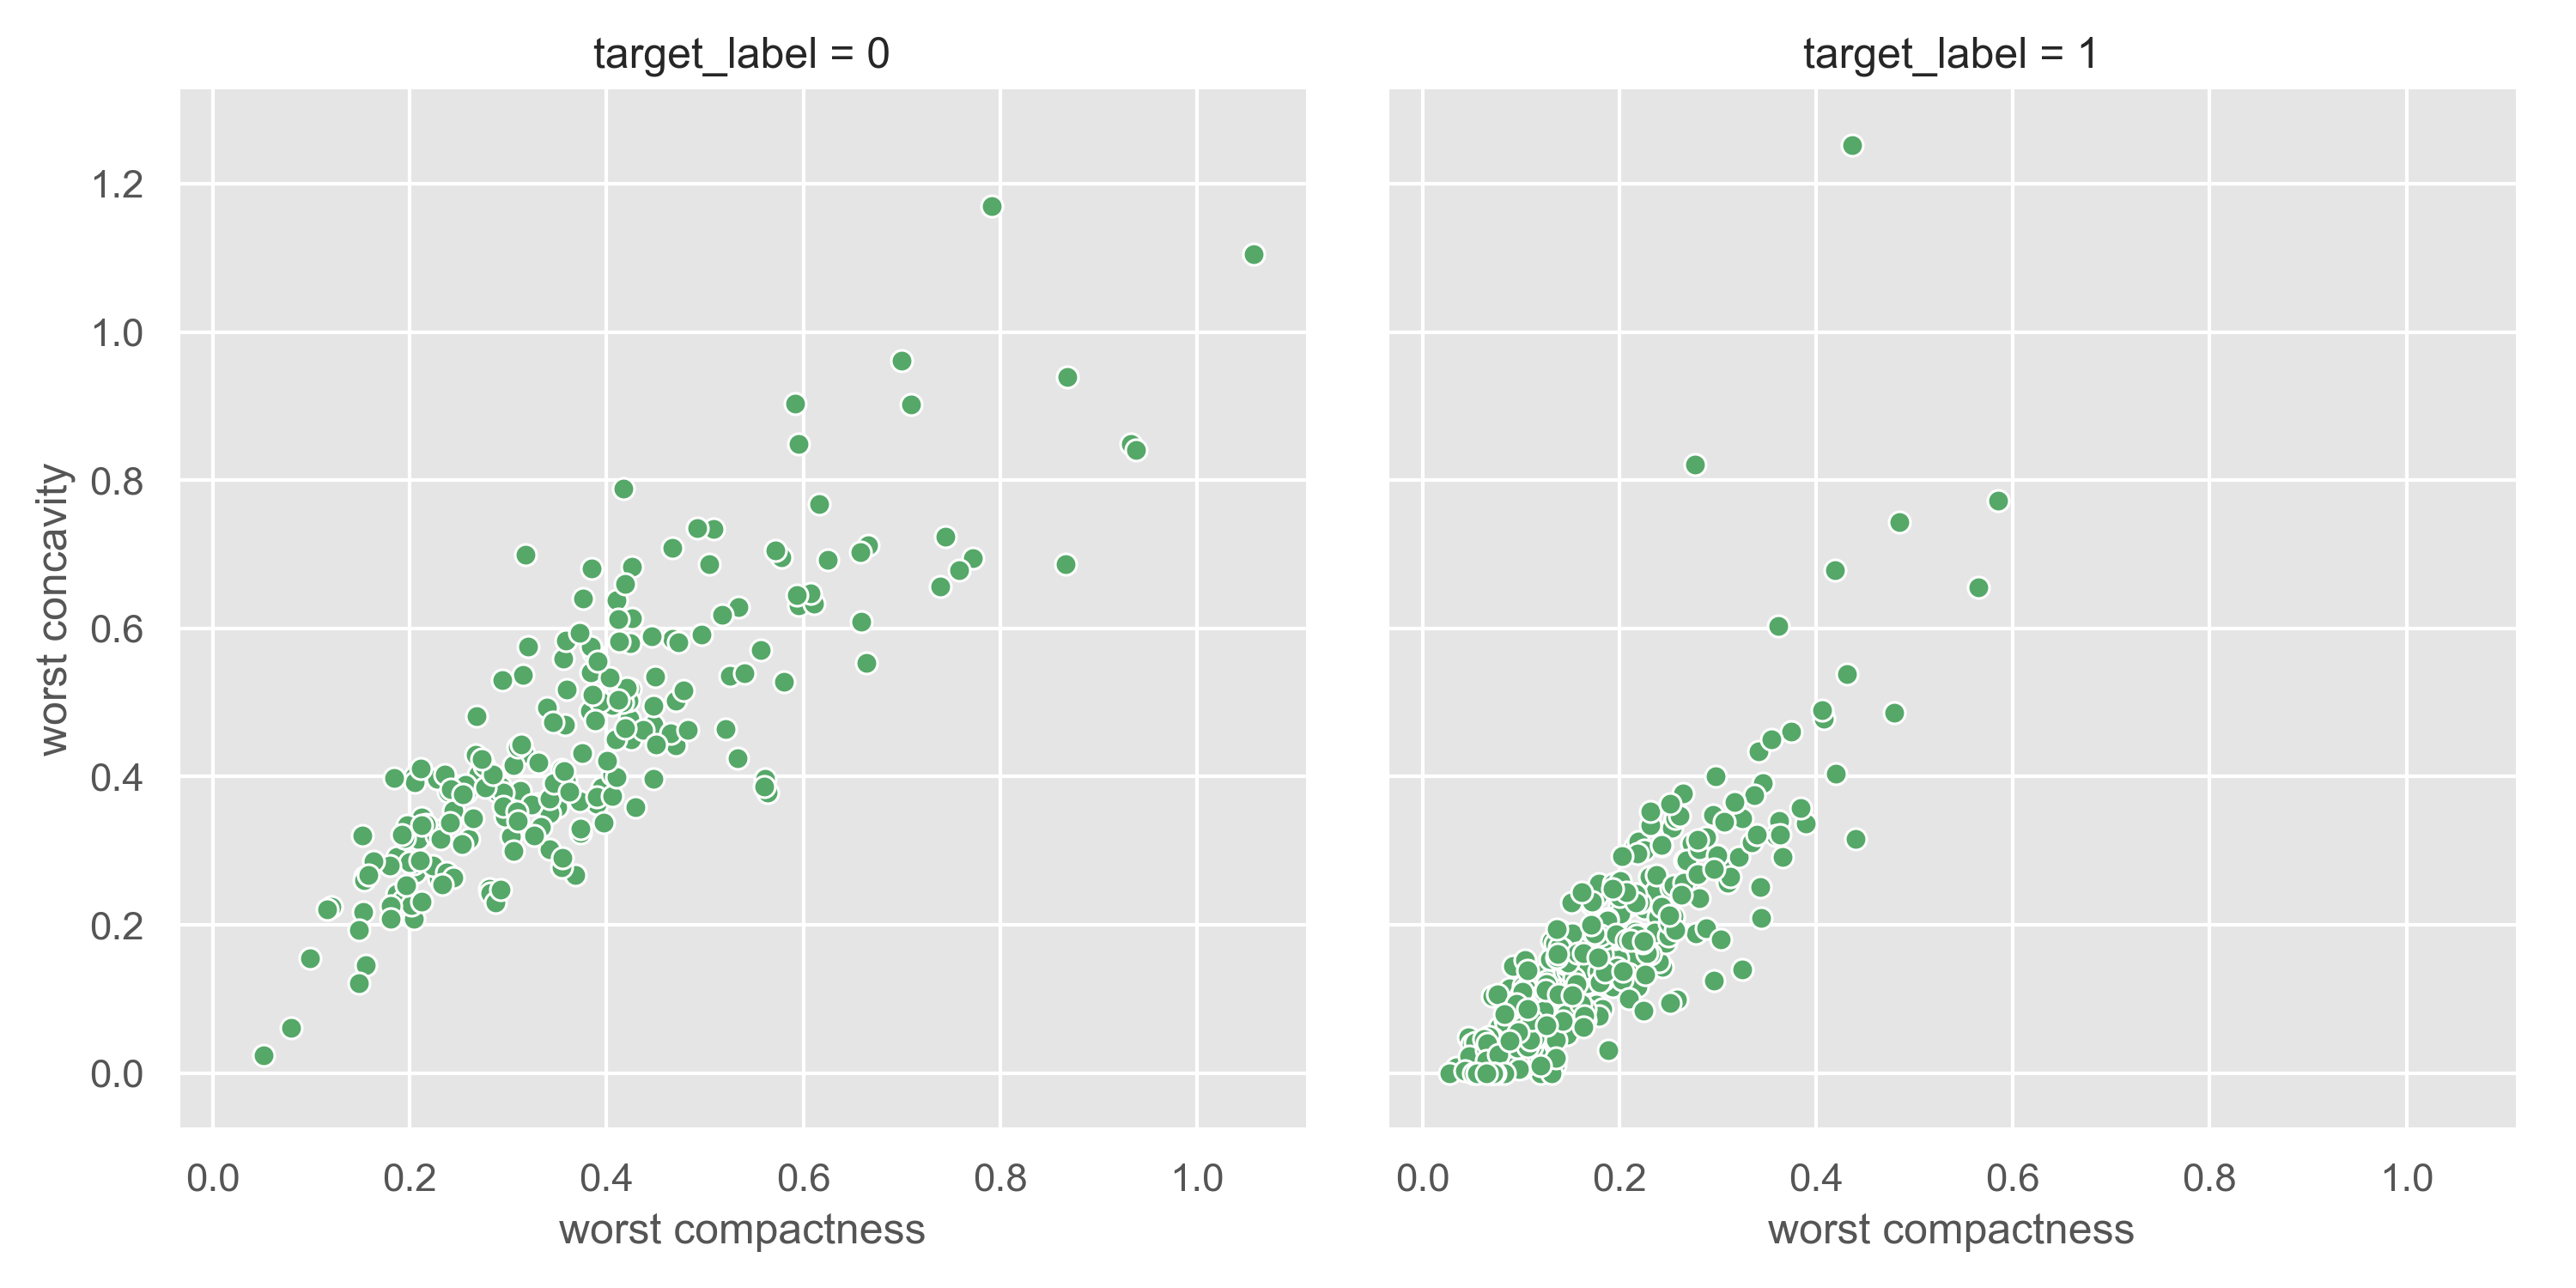 target_label = 0
target_label = 1
worst concavity
1.2
1.0
0.8
0.6
0.4
0.2
0.0
0.0 0.2 0.4 0.6 0.8 1.0
0.0 0.2 0.4 0.6 0.8 1.0
worst compactness
worst compactness